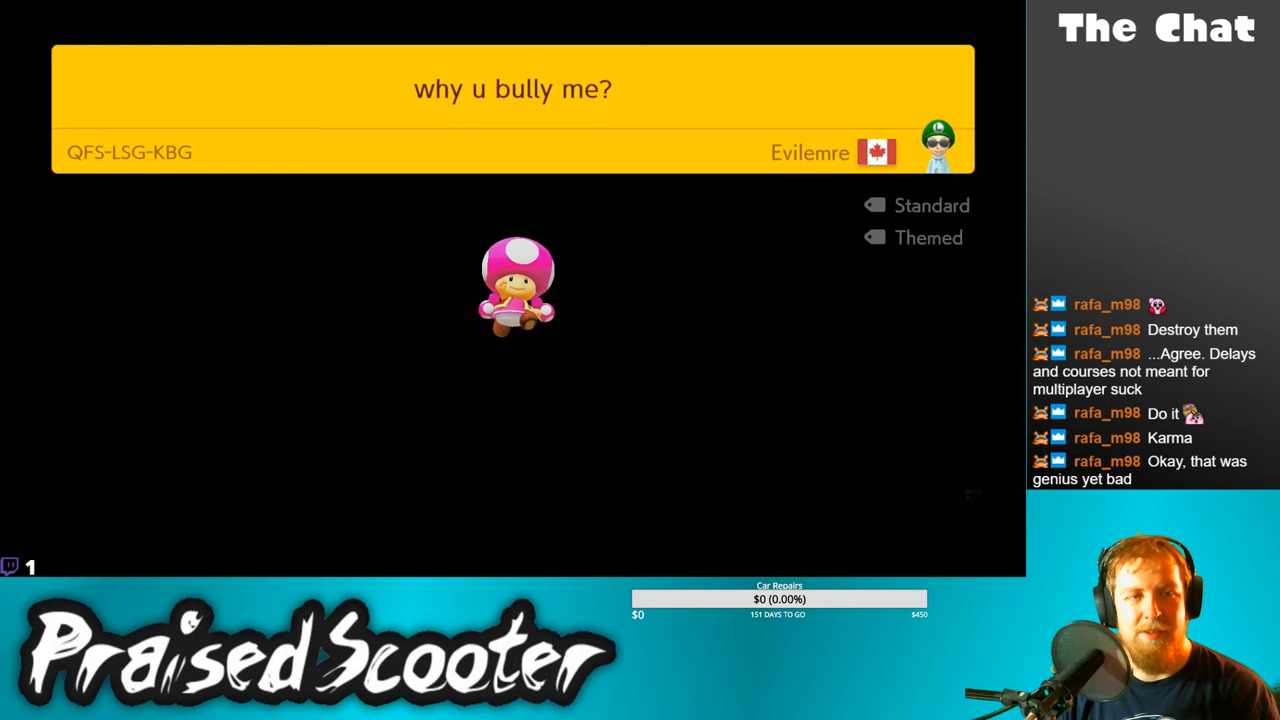 why u bully me?
QFS-LSG-KBG
Evilemre
Standard
Themed
The Chat
rafa_m98
rafa_m98 Destroy them
rafa_m98 ...Agree. Delays
and courses not meant for
multiplayer suck
rafa_m98 Do it
rafa_m98 Karma
rafa_m98 Okay, that was
genius yet bad
1
PraisedScooter
Car Repairs
$0 (0.00%)
$0 151 DAYS TO GO $450
L